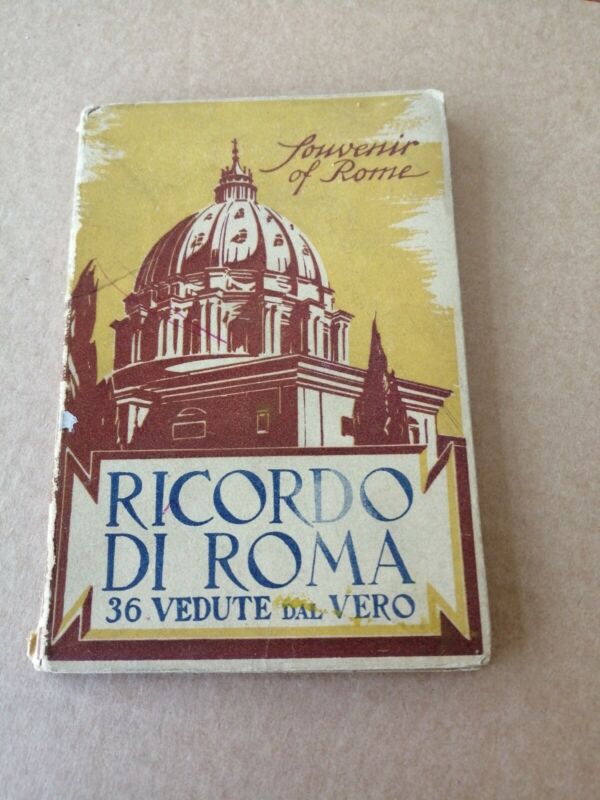 Souvenir
of Rome
RICORDO
DI ROMA
36 VEDUTE DAL VERO